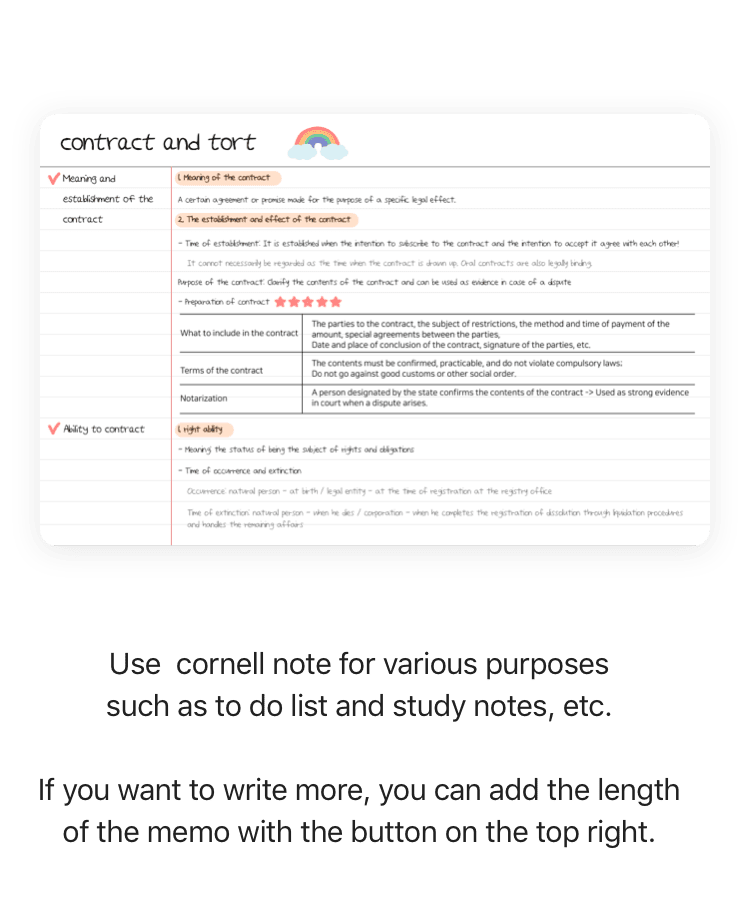 contract and tort
Meaning and
establishment of the
contract
1. Meaning of the contract
A certain agreement or promise made for the purpose of a specific legal effect.
2. The establishment and effect of the contract
- Time of establishment: It is established when the intention to subscribe to the contract and the intention to accept it agree with each other!
It cannot necessarily be regarded as the time when the contract is drawn up. Oral contracts are also legally binding.
Purpose of the contract: Clarify the contents of the contract and can be used as evidence in case of a dispute
- Preparation of contract
What to include in the contract
The parties to the contract, the subject of restrictions, the method and time of payment of the
amount, special agreements between the parties,
Date and place of conclusion of the contract, signature of the parties, etc.
Terms of the contract
The contents must be confirmed, practicable, and do not violate compulsory laws;
Do not go against good customs or other social order.
Notarization
A person designated by the state confirms the contents of the contract -> Used as strong evidence
in court when a dispute arises.
Ability to contract
1. right ability
- Meaning: the status of being the subject of rights and obligations
- Time of occurrence and extinction
Occurrence: natural person - at birth / legal entity - at the time of registration at the registry office
Time of extinction: natural person - when he dies / corporation - when he completes the registration of dissolution through liquidation procedures
and handles the remaining affairs
Use cornell note for various purposes
such as to do list and study notes, etc.
If you want to write more, you can add the length
of the memo with the button on the top right.